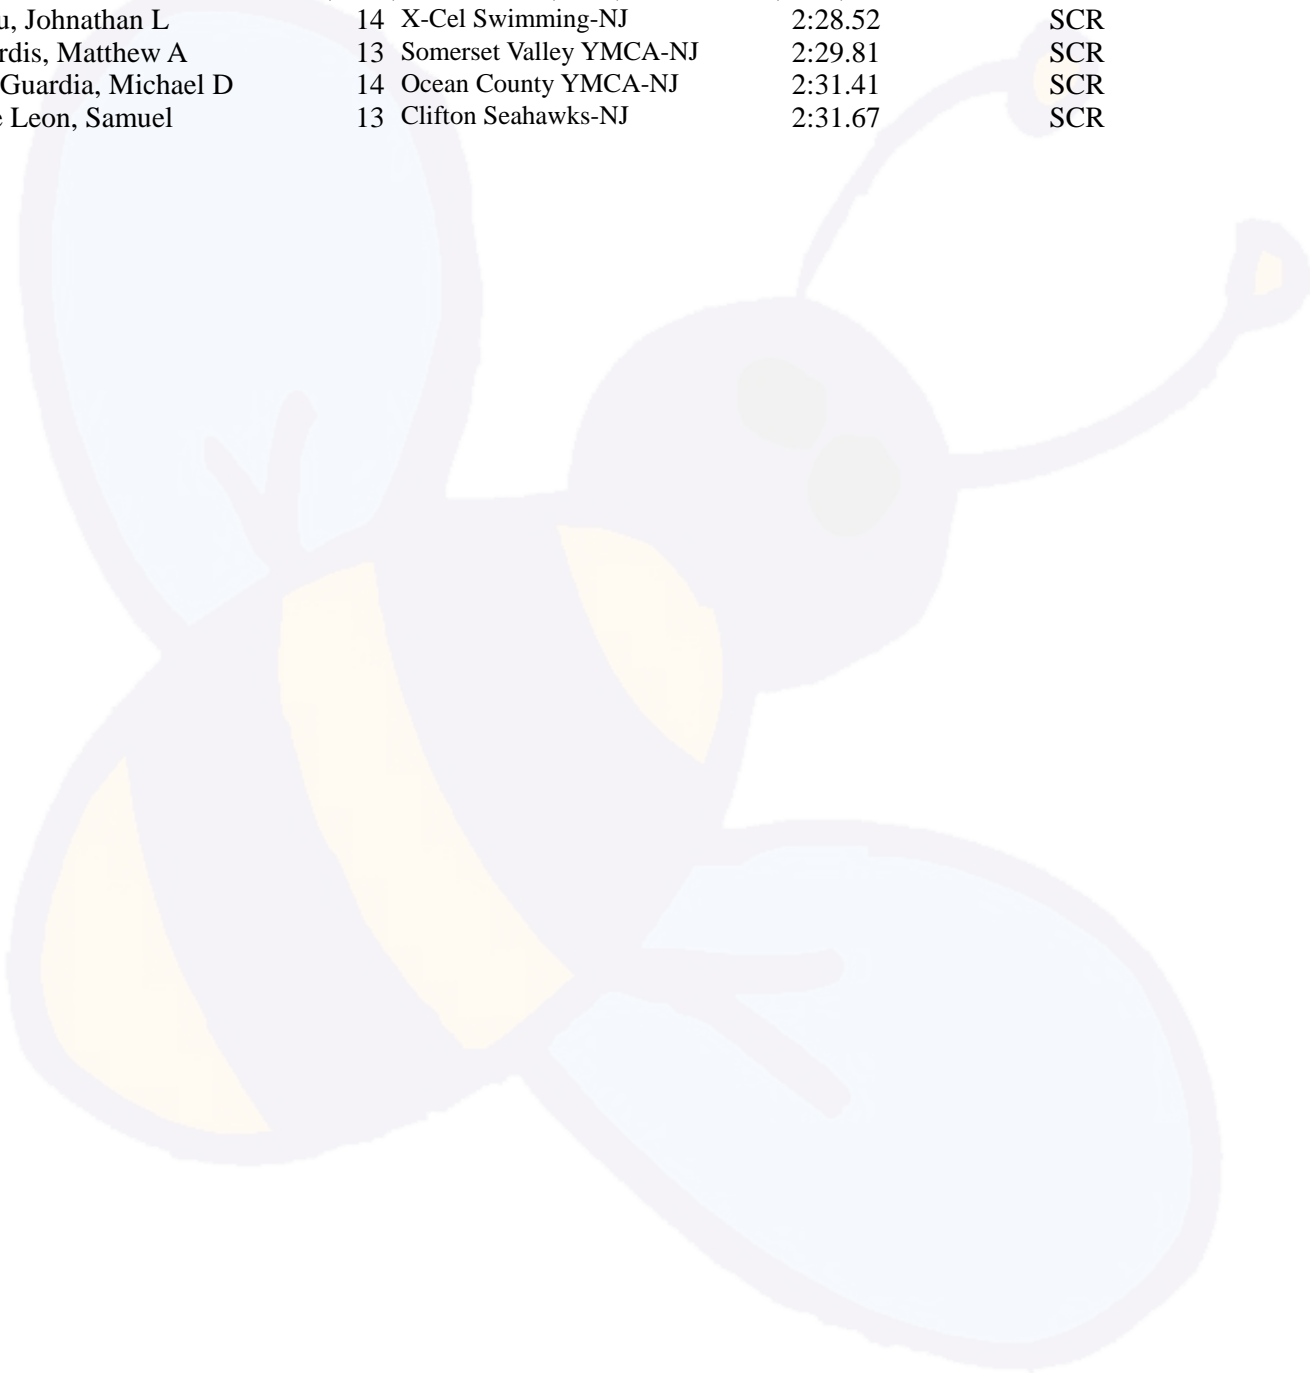 Johnathan L 14 X-Cel Swimming-NJ 2:28.52 SCR
Matthew A 13 Somerset Valley YMCA-NJ 2:29.81 SCR
Guardia, Michael D 14 Ocean County YMCA-NJ 2:31.41 SCR
Leon, Samuel 13 Clifton Seahawks-NJ 2:31.67 SCR